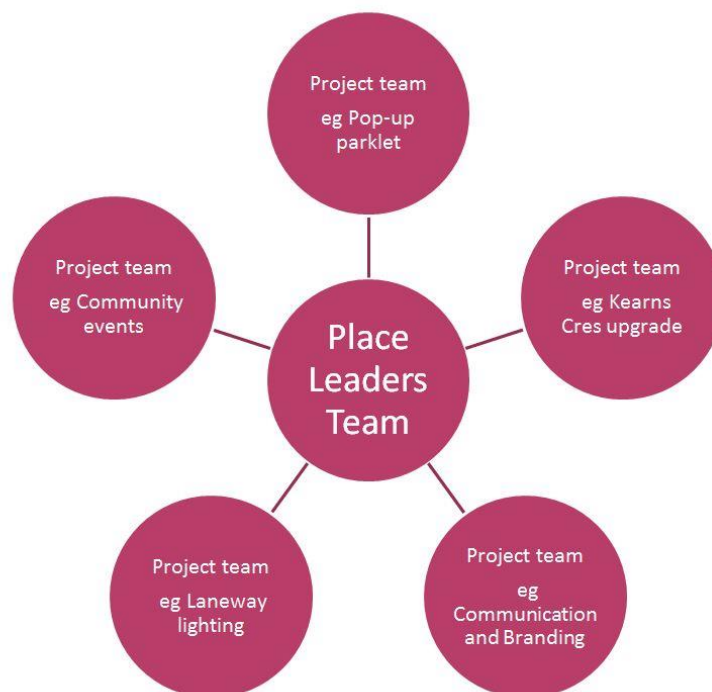 Project team
eg Pop-up
parklet
Project team
eg Community
events
Project team
eg Kearns
Cres upgrade
Place
Leaders
Team
Project team
eg Laneway
lighting
Project team
eg
Communication
and Branding